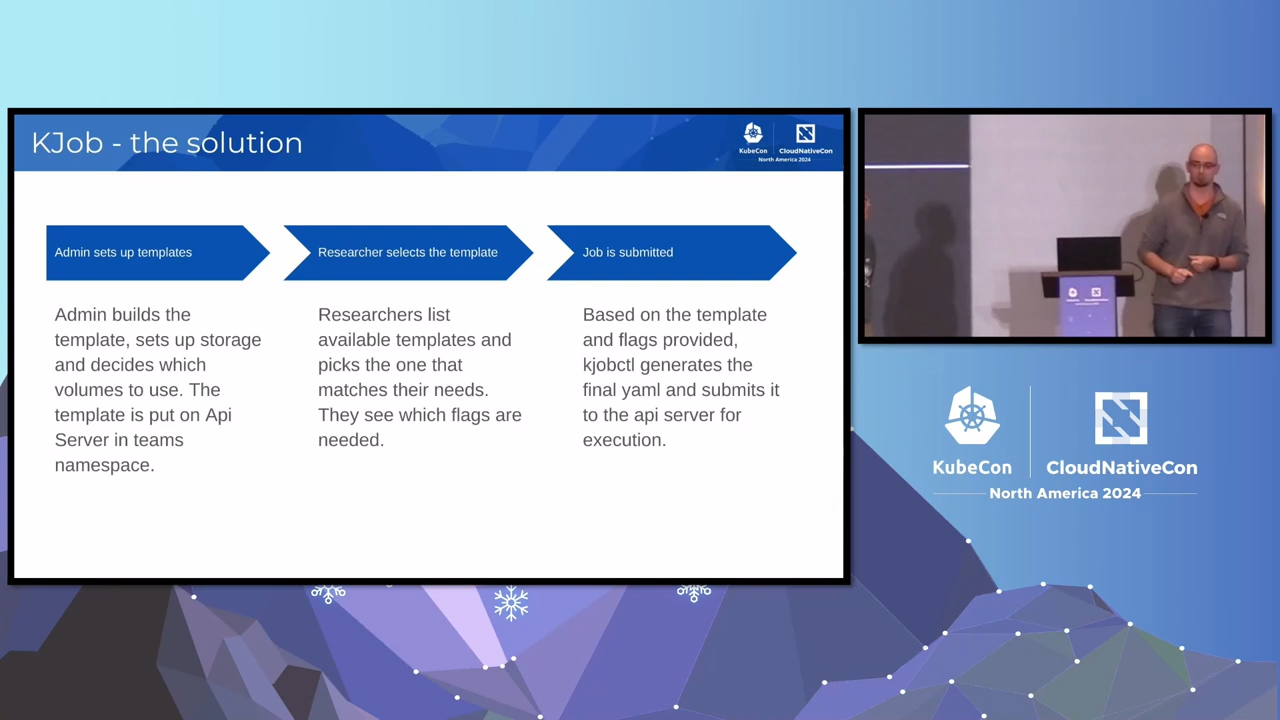 KJob - the solution
KubeCon
CloudNativeCon
North America 2024
Admin sets up templates
Researcher selects the template
Job is submitted
Admin builds the
template, sets up storage
and decides which
volumes to use. The
template is put on Api
Server in teams
namespace.
Researchers list
available templates and
picks the one that
matches their needs.
They see which flags are
needed.
Based on the template
and flags provided,
kjobctl generates the
final yaml and submits it
to the api server for
execution.
KubeCon
CloudNativeCon
North America 2024